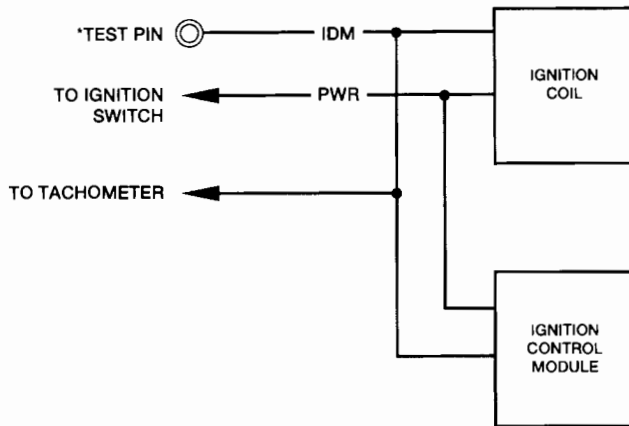 *TEST PIN
IDM
IGNITION
COIL
TO IGNITION
SWITCH
PWR
TO TACHOMETER
IGNITION
CONTROL
MODULE